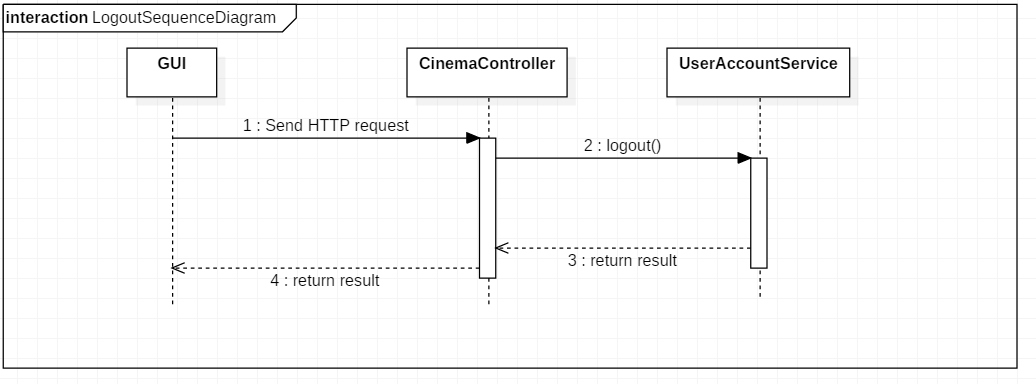 interaction LogoutSequenceDiagram
GUI
CinemaController
UserAccountService
1 : Send HTTP request
2 : logout()
3 : return result
4 : return result